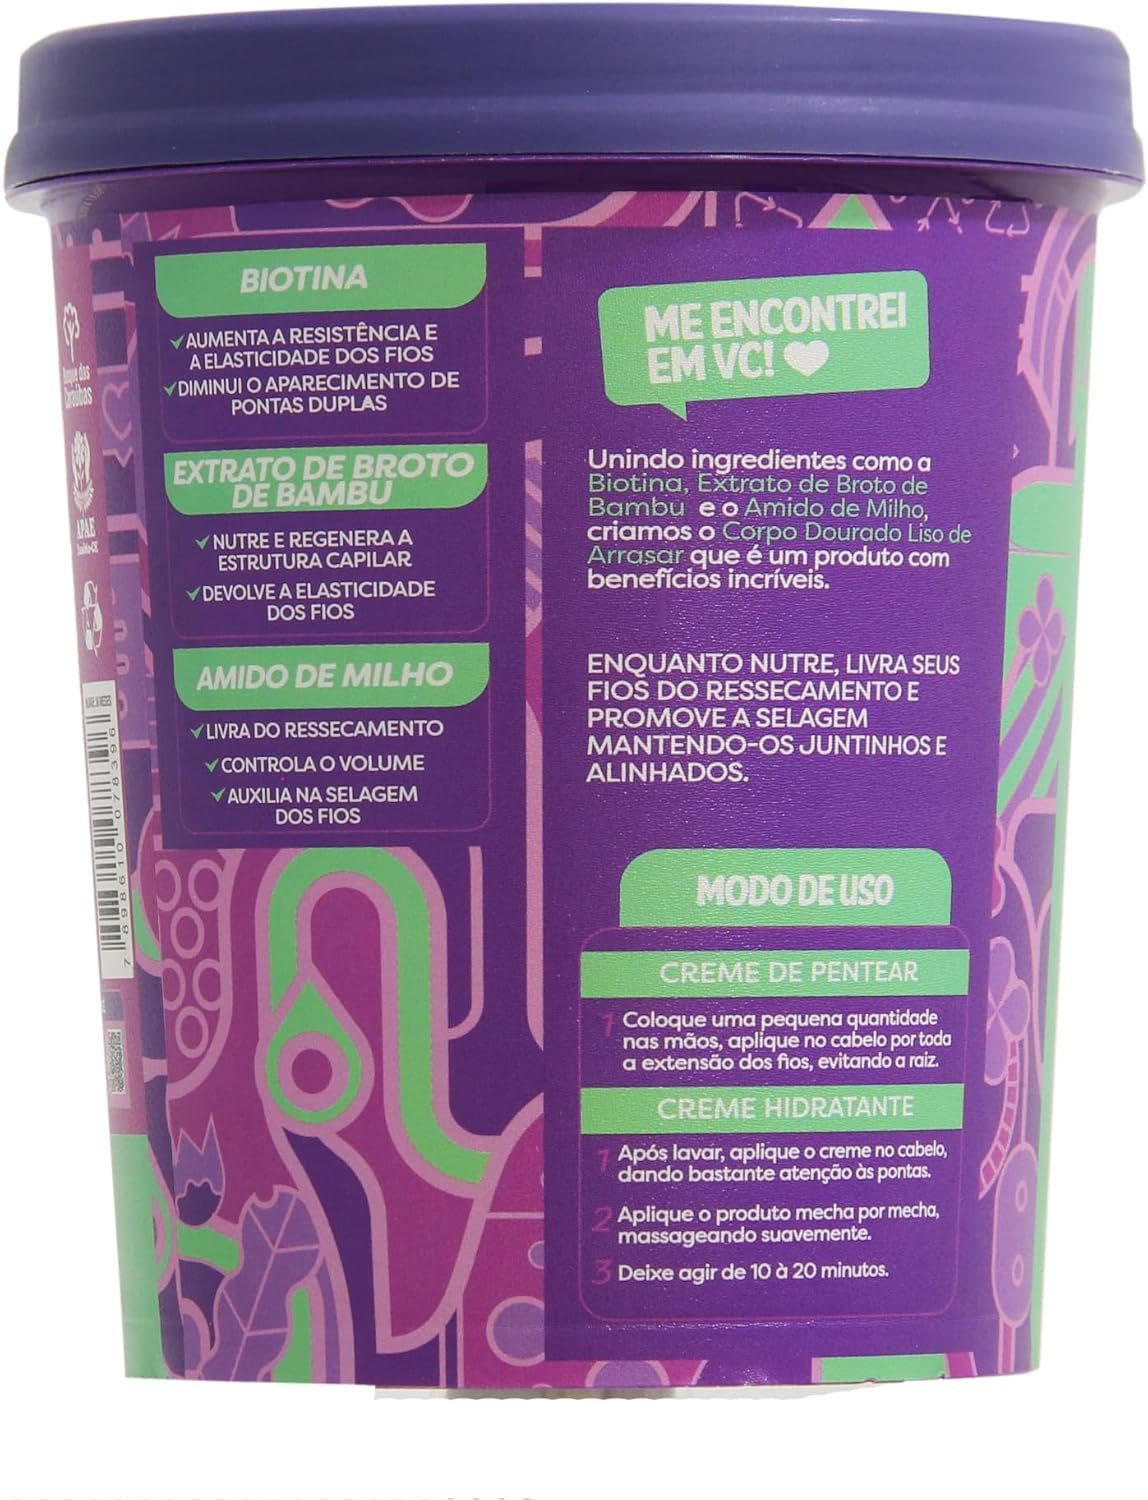 BIOTINA
AUMENTA A RESISTÊNCIA E
A ELASTICIDADE DOS FIOS
DIMINUI O APARECIMENTO DE
PONTAS DUPLAS
EXTRATO DE BROTO
DE BAMBU
NUTRE E REGENERA A
ESTRUTURA CAPILAR
DEVOLVE A ELASTICIDADE
DOS FIOS
AMIDO DE MILHO
LIVRA DO RESSECAMENTO
CONTROLA O VOLUME
AUXILIA NA SELAGEM
DOS FIOS
ME ENCONTREI
EM VC!
Unindo ingredientes como a
Biotina, Extrato de Broto de
Bambu e o Amido de Milho,
criamos o Corpo Dourado Liso de
Arrasar que é um produto com
benefícios incríveis.
ENQUANTO NUTRE, LIVRA SEUS
FIOS DO RESSECAMENTO E
PROMOVE A SELAGEM
MANTENDO-OS JUNTINHOS E
ALINHADOS.
MODO DE USO
CREME DE PENTEAR
1 Coloque uma pequena quantidade
nas mãos, aplique no cabelo por toda
a extensão dos fios, evitando a raiz.
CREME HIDRATANTE
1 Após lavar, aplique o creme no cabelo,
dando bastante atenção às pontas.
2 Aplique o produto mecha por mecha,
massageando suavemente.
3 Deixe agir de 10 à 20 minutos.
Parque das
Caraúbas
APAE
7 898610 078396